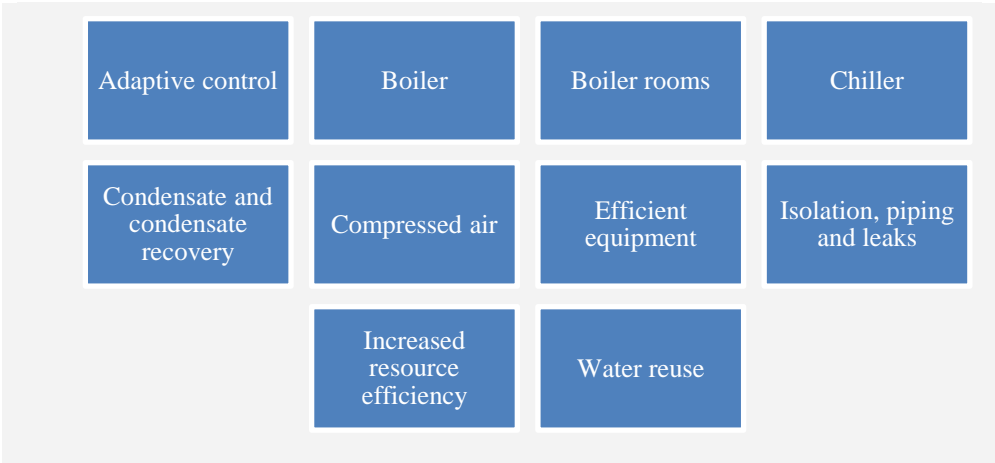 Adaptive control
Boiler
Boiler rooms
Chiller
Condensate and
condensate
recovery
Compressed air
Efficient
equipment
Isolation, piping
and leaks
Increased
resource
efficiency
Water reuse